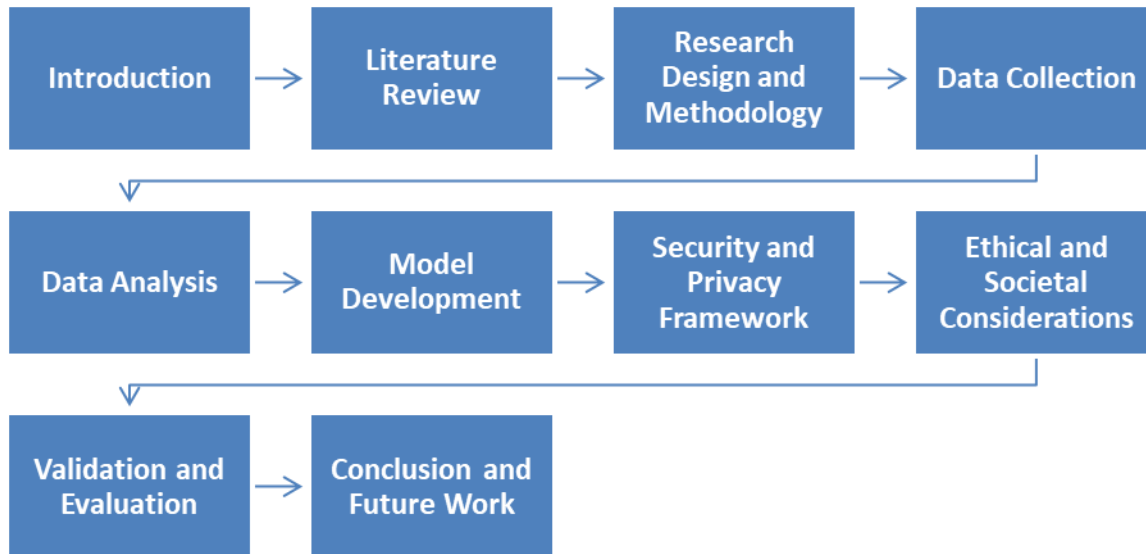 Introduction
Literature
Review
Research
Design and
Methodology
Data Collection
Data Analysis
Model
Development
Security and
Privacy
Framework
Ethical and
Societal
Considerations
Validation and
Evaluation
Conclusion and
Future Work